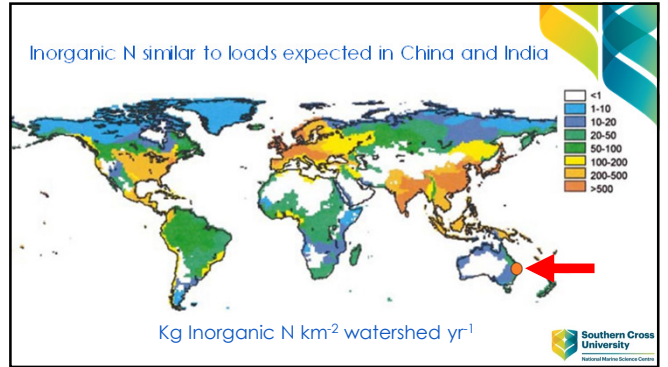 Inorganic N similar to loads expected in China and India
<1
1-10
10-20
20-50
50-100
100-200
200-500
>500
Kg Inorganic N km-2 watershed yr-1
Southern Cross
University
National Marine Science Centre